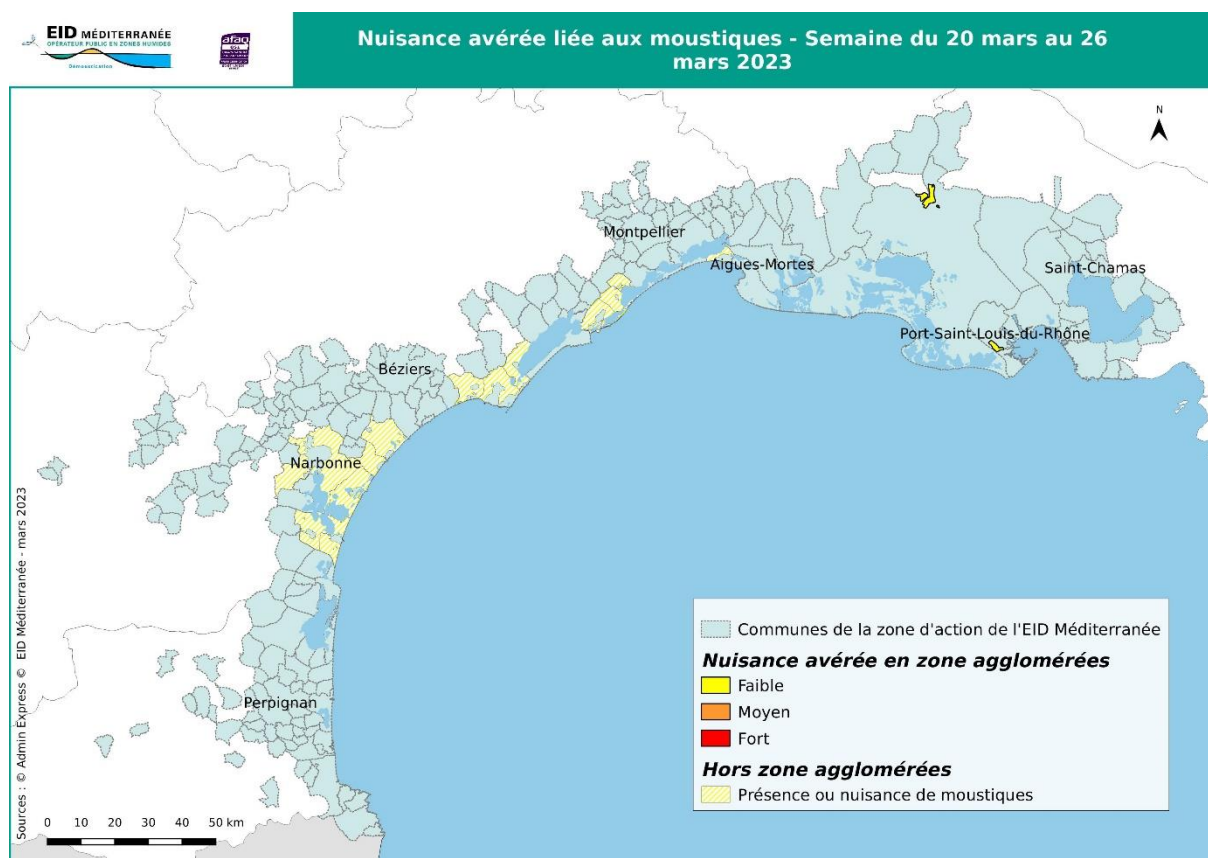 EID MÉDITERRANÉE
OPÉRATEUR PUBLIC EN ZONES HUMIDES
Démoustication
afaq
Nuisance avérée liée aux moustiques - Semaine du 20 mars au 26
mars 2023
N
Montpellier
Aigues-Mortes
Saint-Chamas
Port-Saint-Louis-du-Rhône
Béziers
Narbonne
Perpignan
Communes de la zone d'action de l'EID Méditerranée
Nuisance avérée en zone agglomérées
Faible
Moyen
Fort
Hors zone agglomérées
Présence ou nuisance de moustiques
0 10 20 30 40 50 km
Sources : © Admin Express © EID Méditerranée - mars 2023